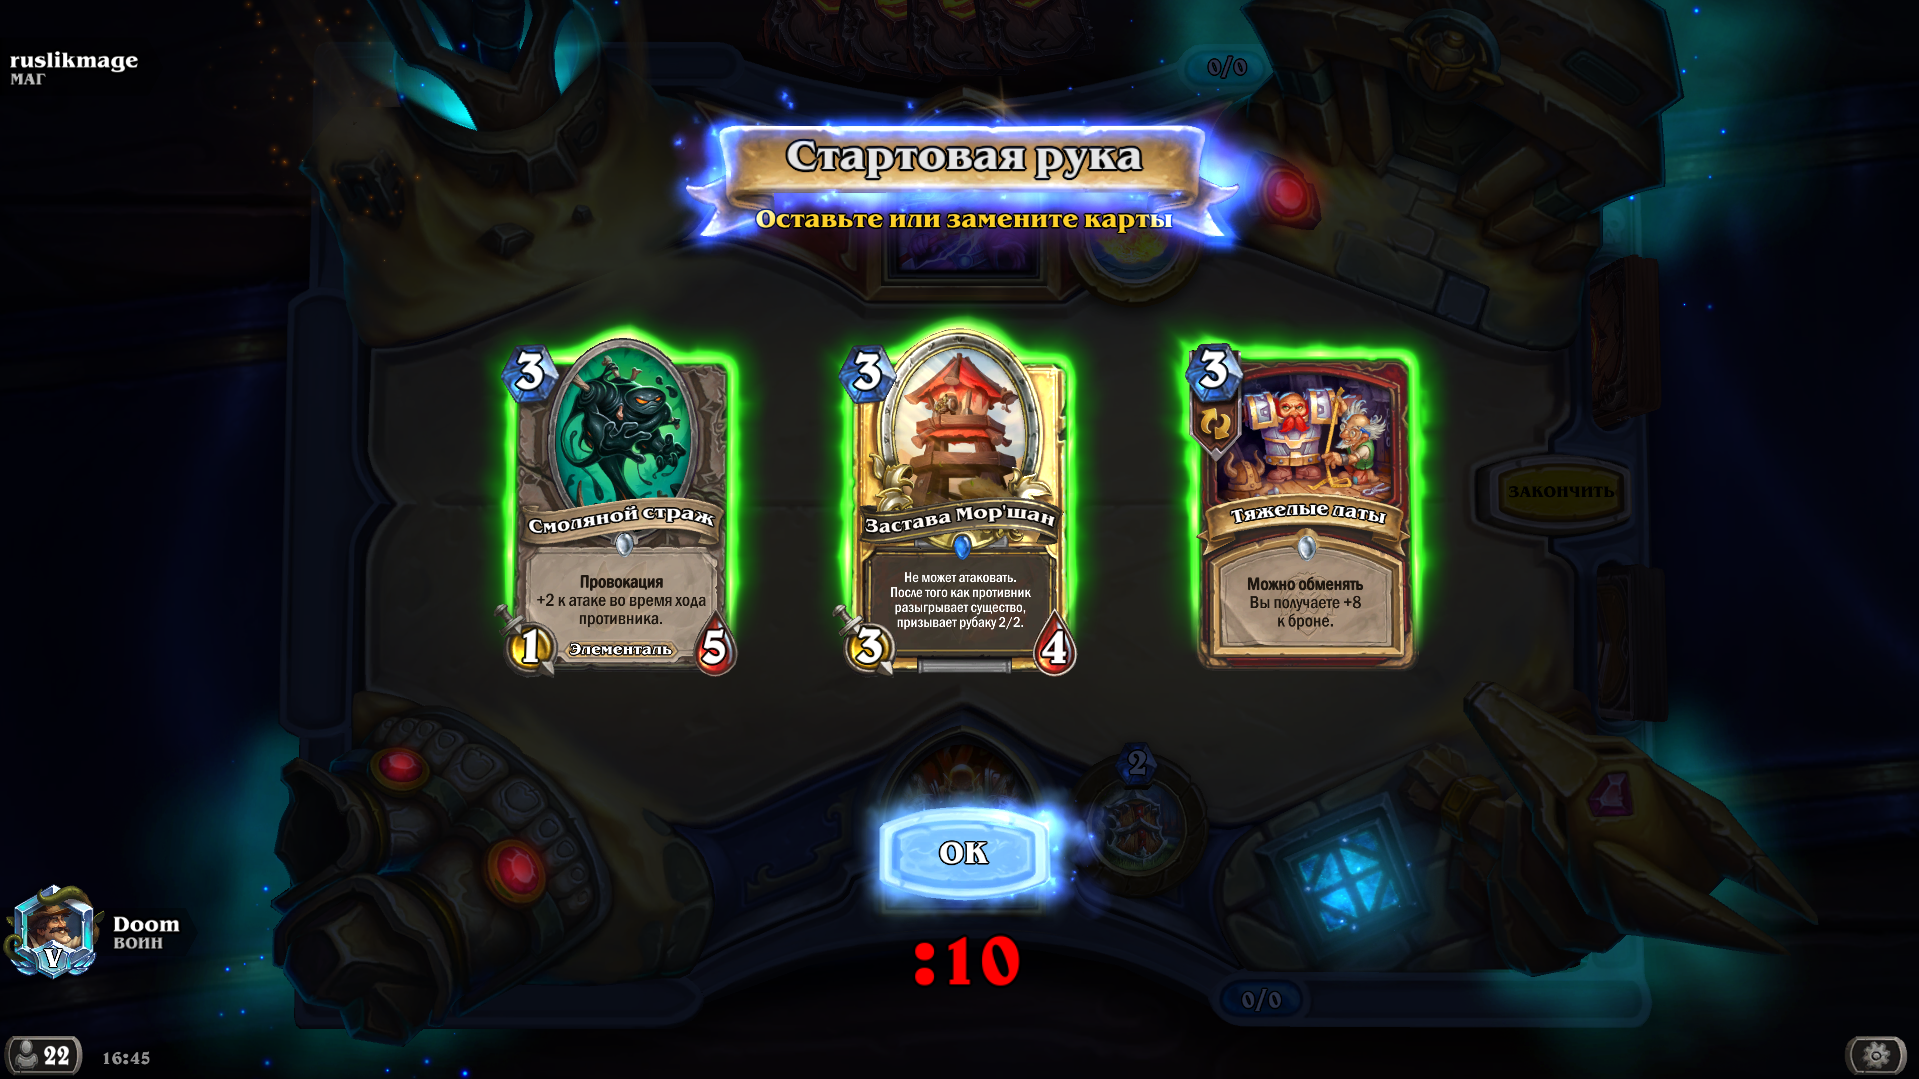 ruslikmage
МАГ
0/0
Стартовая рука
Оставьте или замените карты
3
Смоляной страж
Провокация
+2 к атаке во время хода
противника.
1
Элементаль
5
3
Застава Мор'шан
Не может атаковать.
После того как противник
разыгрывает существо,
призывает рубаку 2/2.
3
4
3
Тяжелые латы
Можно обменять
Вы получаете +8
к броне.
ЗАКОНЧИТЬ
2
ОК
:10
Doom
ВОИН
V
0/0
22
16:45